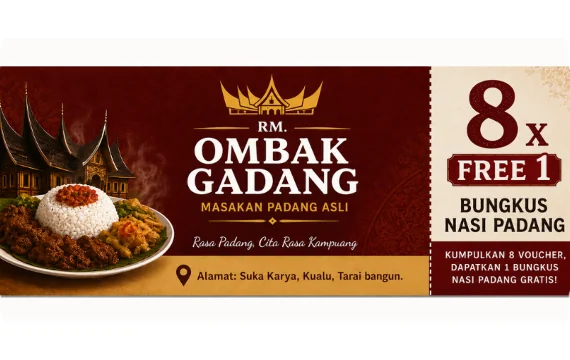 RM.
OMBAK
GADANG
MASAKAN PADANG ASLI
Rasa Padang, Cita Rasa Kampuang
Alamat: Suka Karya, Kualu, Tarai bangun.
8 x
FREE 1
BUNGKUS
NASI PADANG
KUMPULKAN 8 VOUCHER,
DAPATKAN 1 BUNGKUS
NASI PADANG GRATIS!